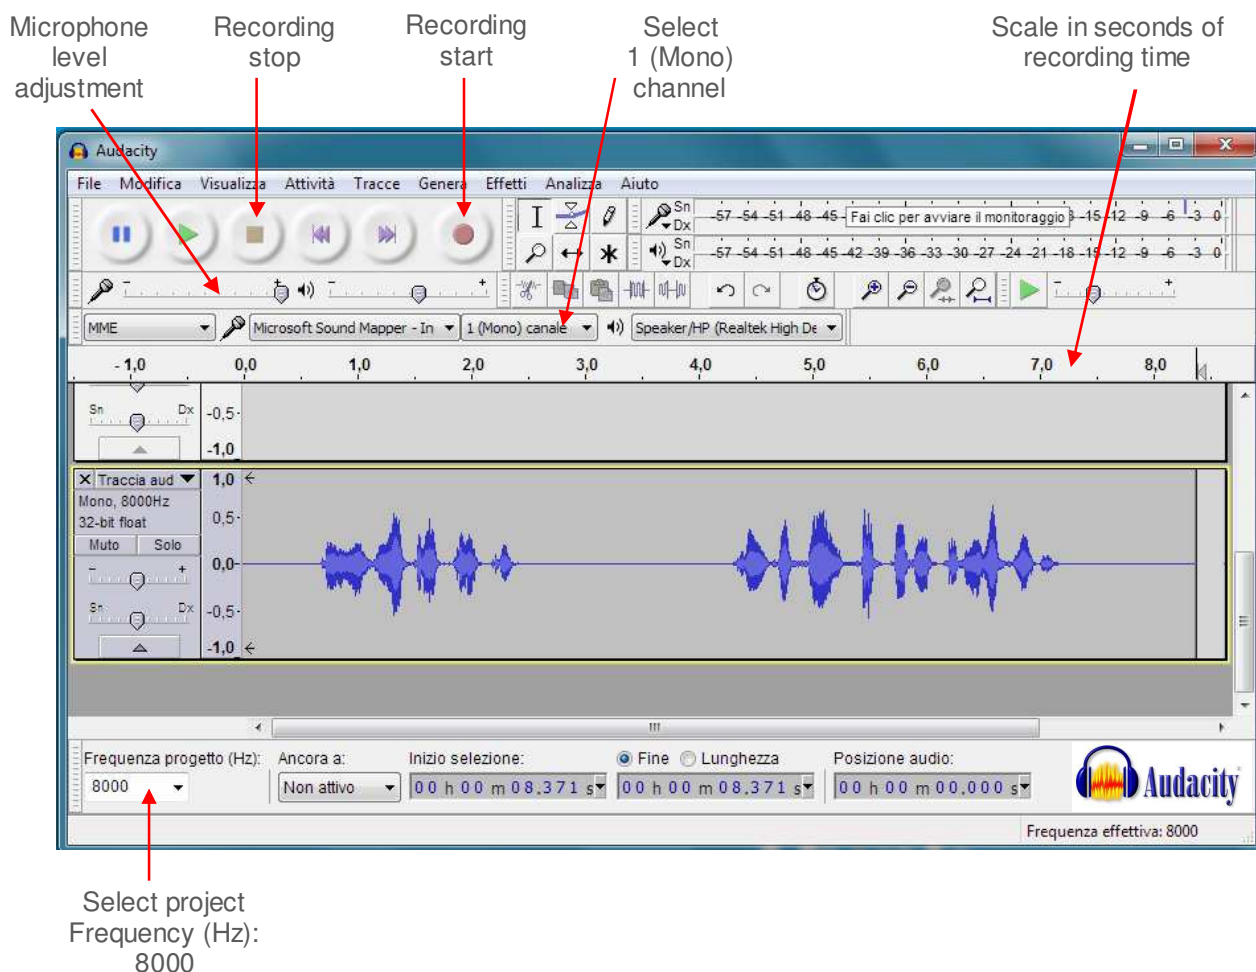 Microphone
level
adjustment
Recording
stop
Recording
start
Select
1 (Mono)
channel
Scale in seconds of
recording time
Audacity
File Modifica Visualizza Attività Tracce Genera Effetti Analizza Aiuto
Sn
Dx
-57 -54 -51 -48 -45 - Fai clic per avviare il monitoraggio -15 -12 -9 -6 -3 0
Sn
Dx
-57 -54 -51 -48 -45 -42 -39 -36 -33 -30 -27 -24 -21 -18 -15 -12 -9 -6 -3 0
- +
- +
- +
MME Microsoft Sound Mapper - In 1 (Mono) canale Speaker/HP (Realtek High De
- 1,0 0,0 1,0 2,0 3,0 4,0 5,0 6,0 7,0 8,0
Sn Dx -0,5
-1,0
X Traccia aud 1,0
Mono, 8000Hz
32-bit float 0,5
Muto Solo
- + 0,0
Sn Dx -0,5
-1,0
Frequenza progetto (Hz): Ancora a: Inizio selezione: Fine Lunghezza Posizione audio:
8000 Non attivo 00 h 00 m 08.371 s 00 h 00 m 08.371 s 00 h 00 m 00.000 s
Audacity
Frequenza effettiva: 8000
Select project
Frequency (Hz):
8000